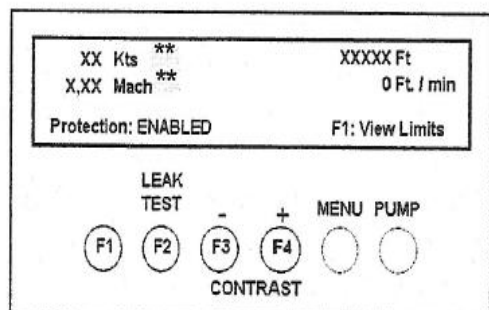 XX Kts ** XXXXX Ft
X,XX Mach ** 0 Ft. / min
Protection: ENABLED F1: View Limits
LEAK
TEST - + MENU PUMP
F1 F2 F3 F4
CONTRAST